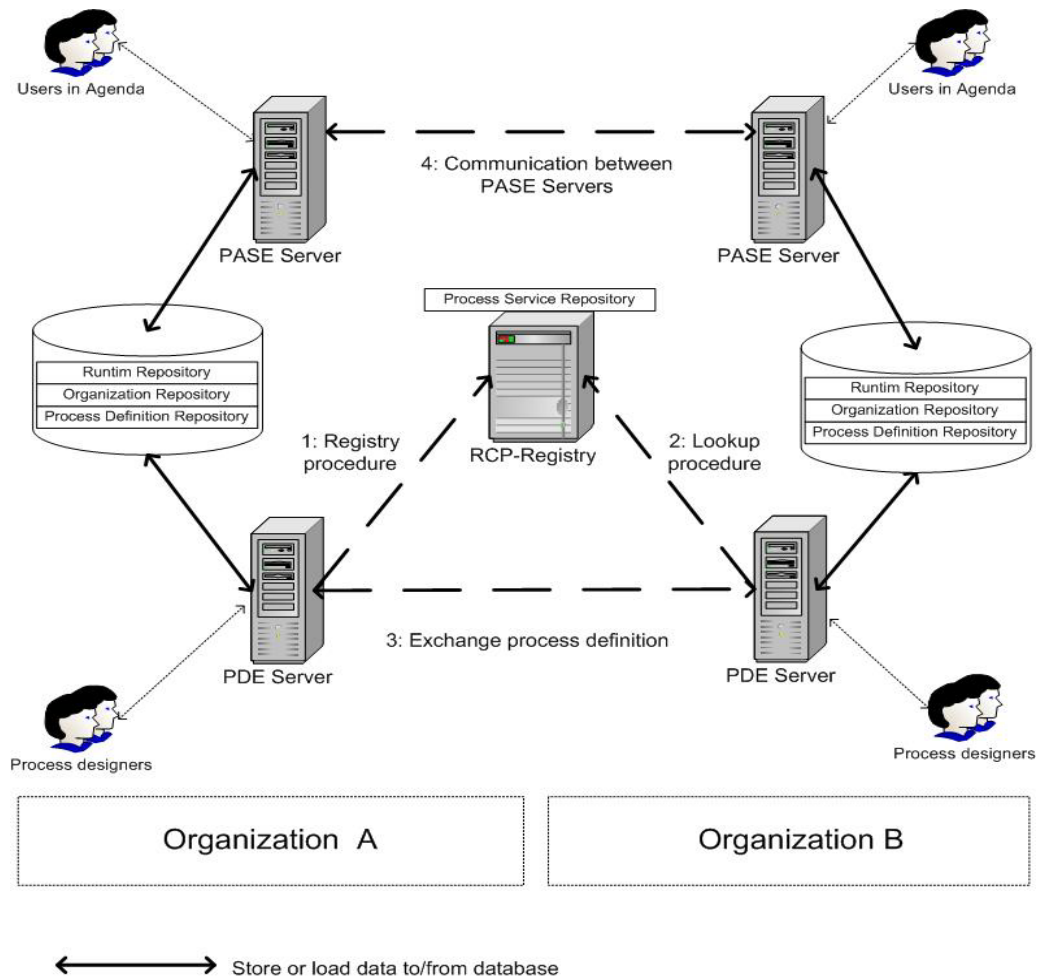 Users in Agenda
Users in Agenda
4: Communication between
PASE Servers
PASE Server
PASE Server
Process Service Repository
Runtim Repository
Organization Repository
Process Definition Repository
Runtim Repository
Organization Repository
Process Definition Repository
1: Registry
procedure
RCP-Registry
2: Lookup
procedure
3: Exchange process definition
PDE Server
PDE Server
Process designers
Process designers
Organization A
Organization B
Store or load data to/from database